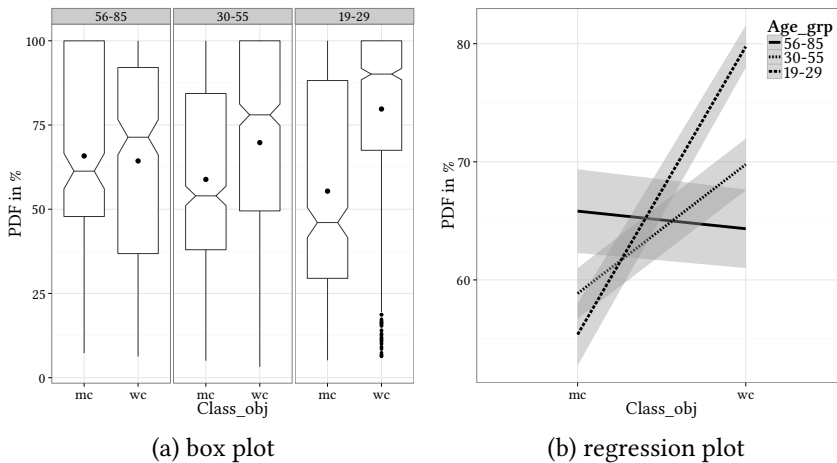 56-85 30-55 19-29
PDF in %
100
75
50
25
0
mc wc mc wc mc wc
Class_obj
(a) box plot
Age_grp
56-85
30-55
19-29
PDF in %
80
70
60
mc wc
Class_obj
(b) regression plot